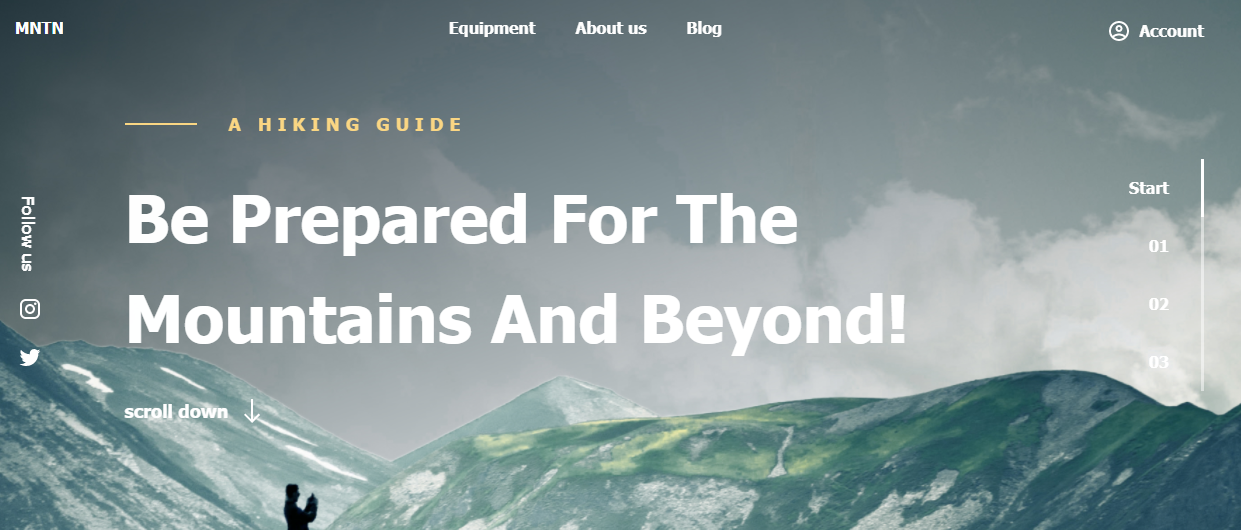 MNTN
Equipment
About us
Blog
Account
A HIKING GUIDE
Be Prepared For The
Mountains And Beyond!
scroll down
Follow us
Start
01
02
03